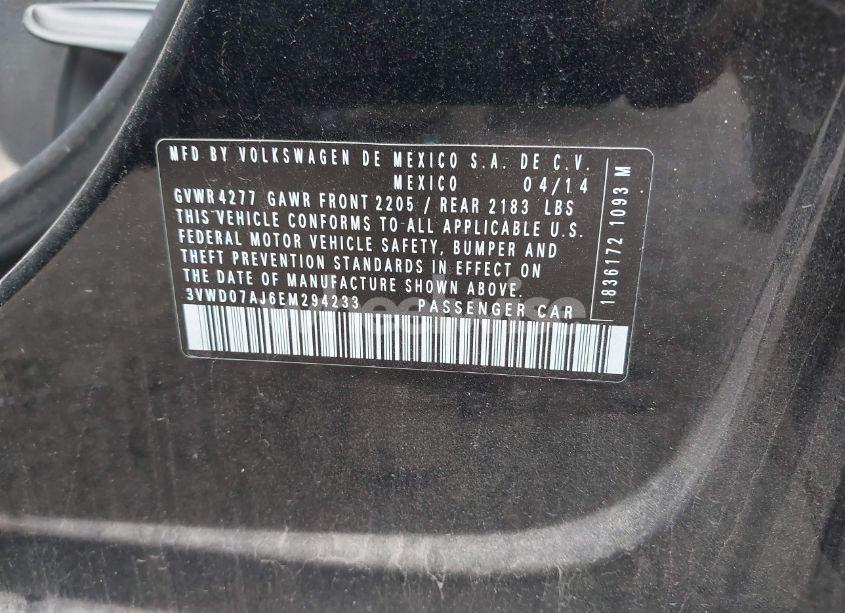 MFD BY VOLKSWAGEN DE MEXICO S.A. DE C.V.
MEXICO 04/14
GVWR 4277 GAWR FRONT 2205 / REAR 2183 LBS
THIS VEHICLE CONFORMS TO ALL APPLICABLE U.S.
FEDERAL MOTOR VEHICLE SAFETY, BUMPER AND
THEFT PREVENTION STANDARDS IN EFFECT ON
THE DATE OF MANUFACTURE SHOWN ABOVE.
3VWD07AJ6EM294233 PASSENGER CAR
1836172 1093 M